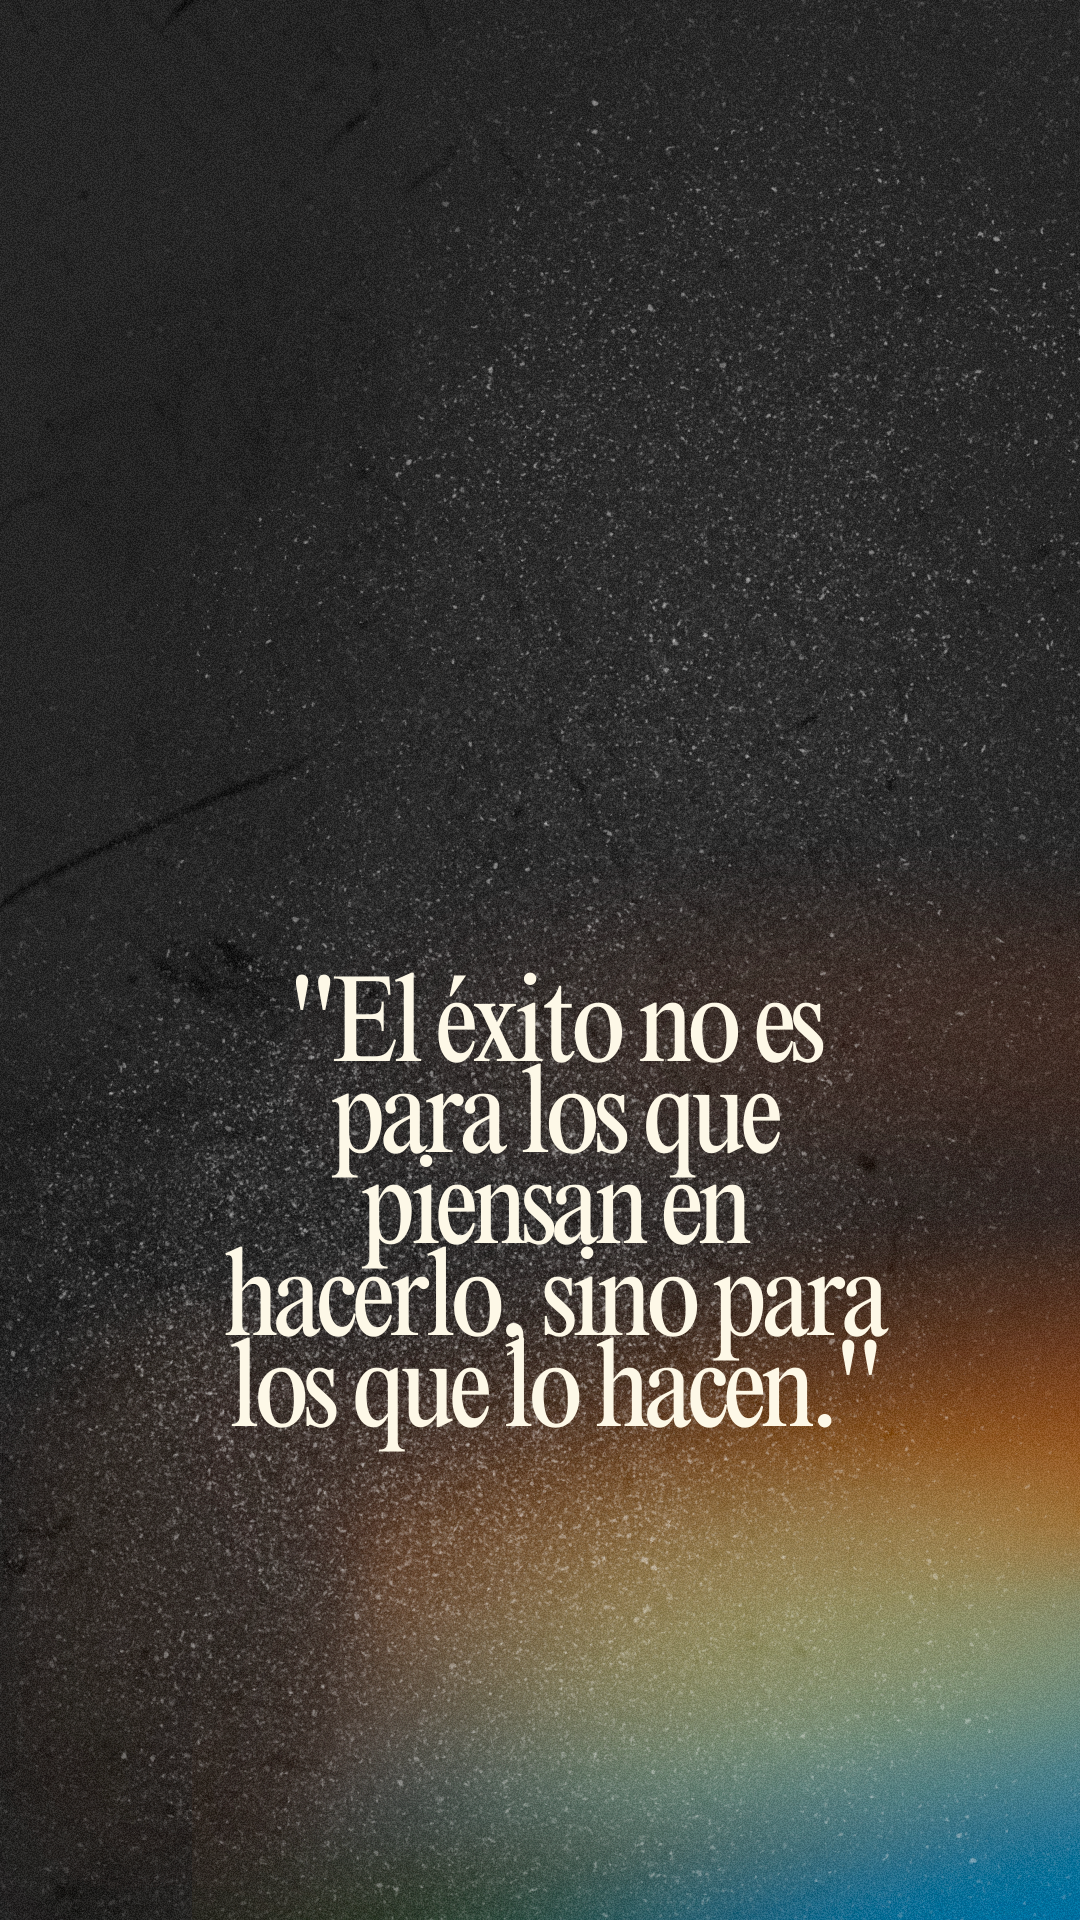 "El éxito no es
para los que
piensan en
hacerlo, sino para
los que lo hacen."